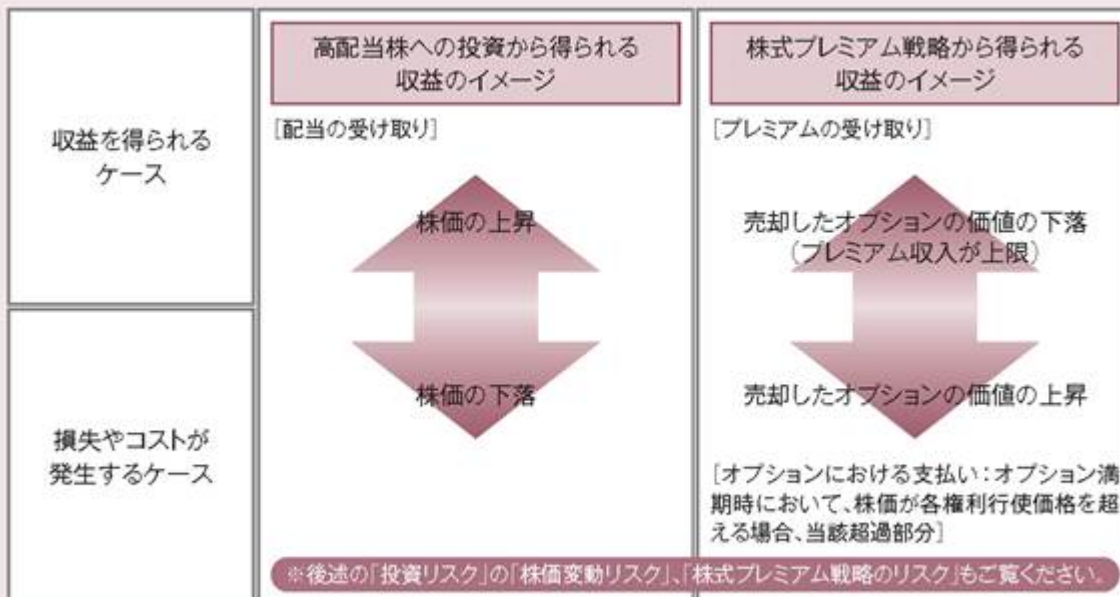 高配当株への投資から得られる
収益のイメージ
株式プレミアム戦略から得られる
収益のイメージ
収益を得られる
ケース
[配当の受け取り]
株価の上昇
[プレミアムの受け取り]
売却したオプションの価値の下落
(プレミアム収入が上限)
損失やコストが
発生するケース
株価の下落
売却したオプションの価値の上昇
[オプションにおける支払い:オプション満
期時において、株価が各権利行使価格を超
える場合、当該超過部分]
※後述の「投資リスク」の「株価変動リスク」、「株式プレミアム戦略のリスク」もご覧ください。